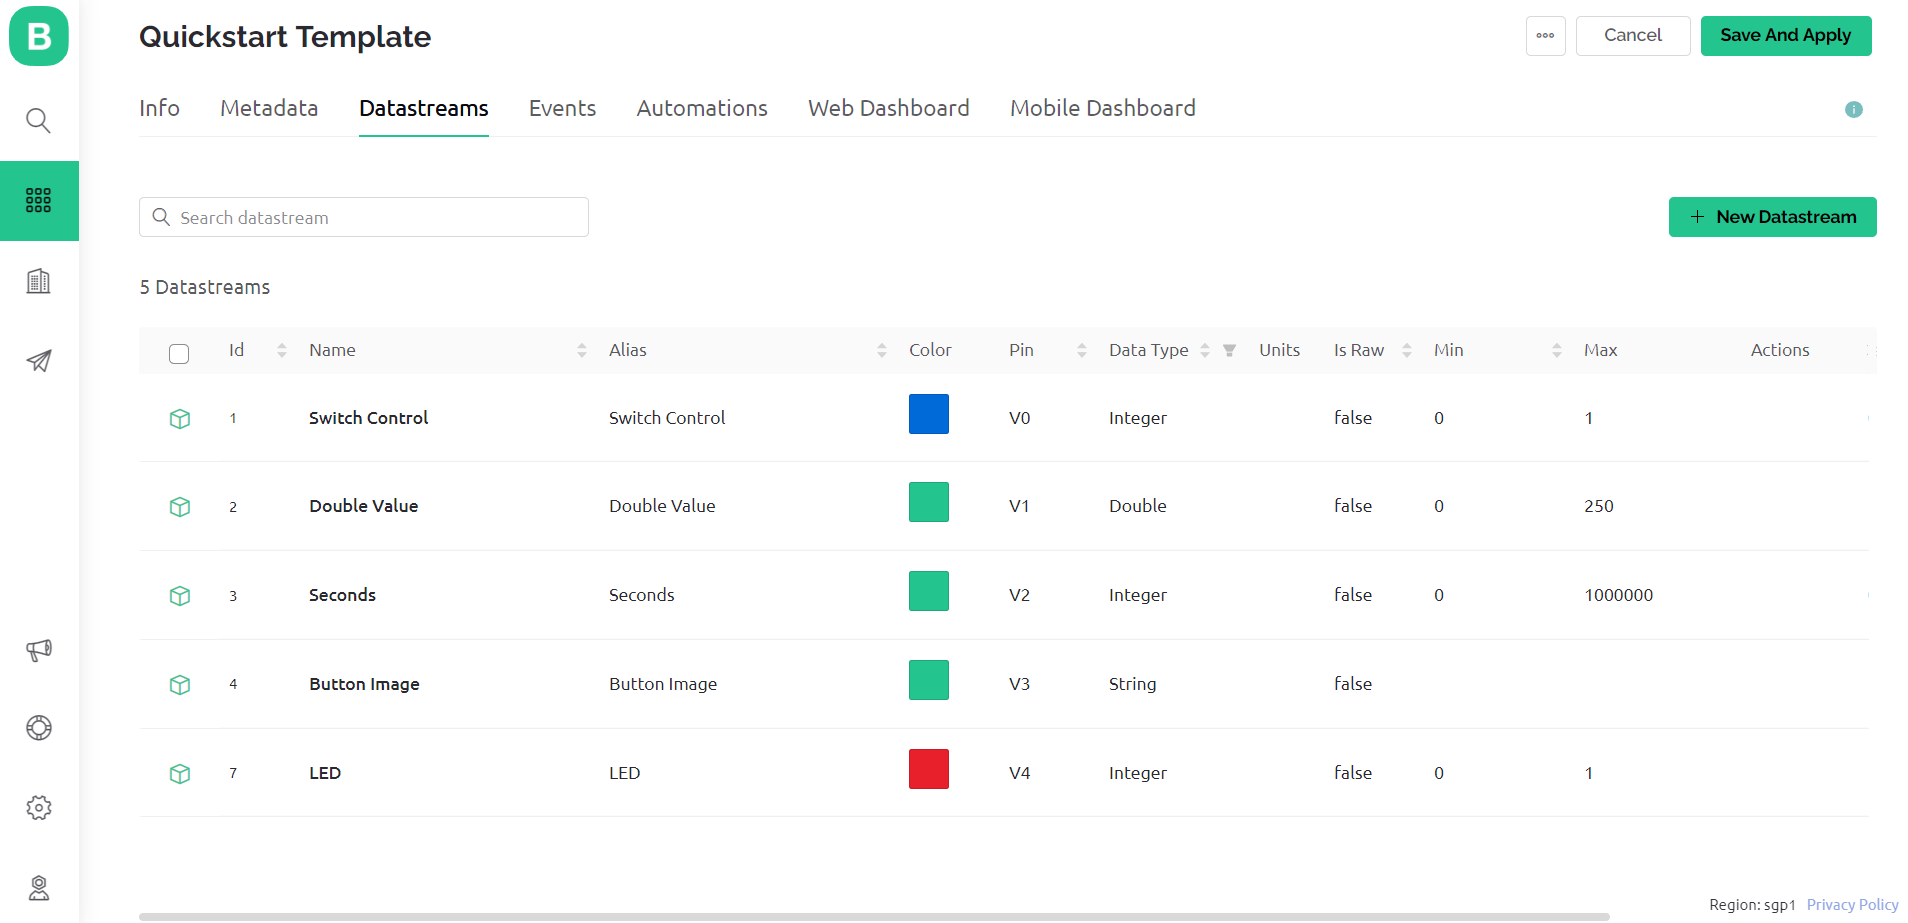 B
Quickstart Template
Cancel
Save And Apply
Info Metadata Datastreams Events Automations Web Dashboard Mobile Dashboard
Search datastream
+ New Datastream
5 Datastreams
Id Name Alias Color Pin Data Type Units Is Raw Min Max Actions
1 Switch Control Switch Control V0 Integer false 0 1
2 Double Value Double Value V1 Double false 0 250
3 Seconds Seconds V2 Integer false 0 1000000
4 Button Image Button Image V3 String false
7 LED LED V4 Integer false 0 1
Region: sgp1 Privacy Policy